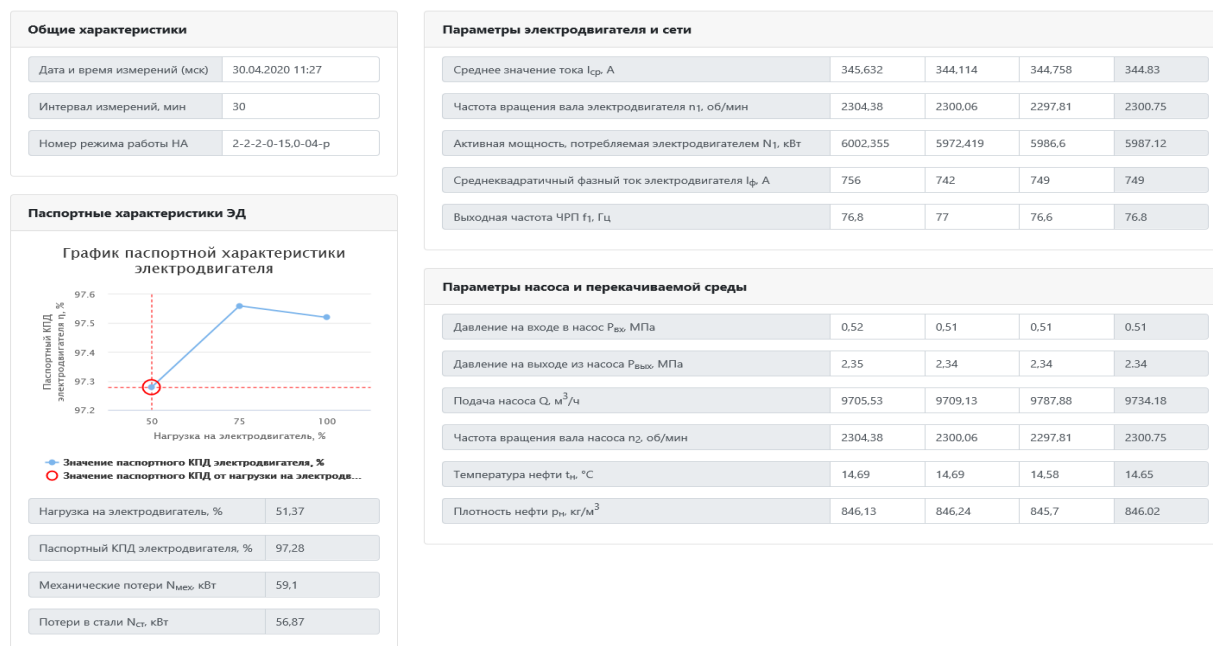 Общие характеристики
Дата и время измерений (мск) 30.04.2020 11:27
Интервал измерений, мин 30
Номер режима работы НА 2-2-2-0-15,0-04-р
Паспортные характеристики ЭД
График паспортной характеристики
электродвигателя
Паспортный КПД
электродвигателя η, %
97.6
97.5
97.4
97.3
97.2
50 75 100
Нагрузка на электродвигатель, %
Значение паспортного КПД электродвигателя, %
Значение паспортного КПД от нагрузки на электродв...
Нагрузка на электродвигатель, % 51,37
Паспортный КПД электродвигателя, % 97,28
Механические потери Nмех, кВт 59,1
Потери в стали Nст, кВт 56,87
Параметры электродвигателя и сети
Среднее значение тока Iср, А 345,632 344,114 344,758 344.83
Частота вращения вала электродвигателя n1, об/мин 2304,38 2300,06 2297,81 2300.75
Активная мощность, потребляемая электродвигателем N1, кВт 6002,355 5972,419 5986,6 5987.12
Среднеквадратичный фазный ток электродвигателя Iф, А 756 742 749 749
Выходная частота ЧРП f1, Гц 76,8 77 76,6 76.8
Параметры насоса и перекачиваемой среды
Давление на входе в насос Pвх, МПа 0,52 0,51 0,51 0.51
Давление на выходе из насоса Pвых, МПа 2,35 2,34 2,34 2.34
Подача насоса Q, м3/ч 9705,53 9709,13 9787,88 9734.18
Частота вращения вала насоса n2, об/мин 2304,38 2300,06 2297,81 2300.75
Температура нефти tн, °C 14,69 14,69 14,58 14.65
Плотность нефти ρн, кг/м3 846,13 846,24 845,7 846.02